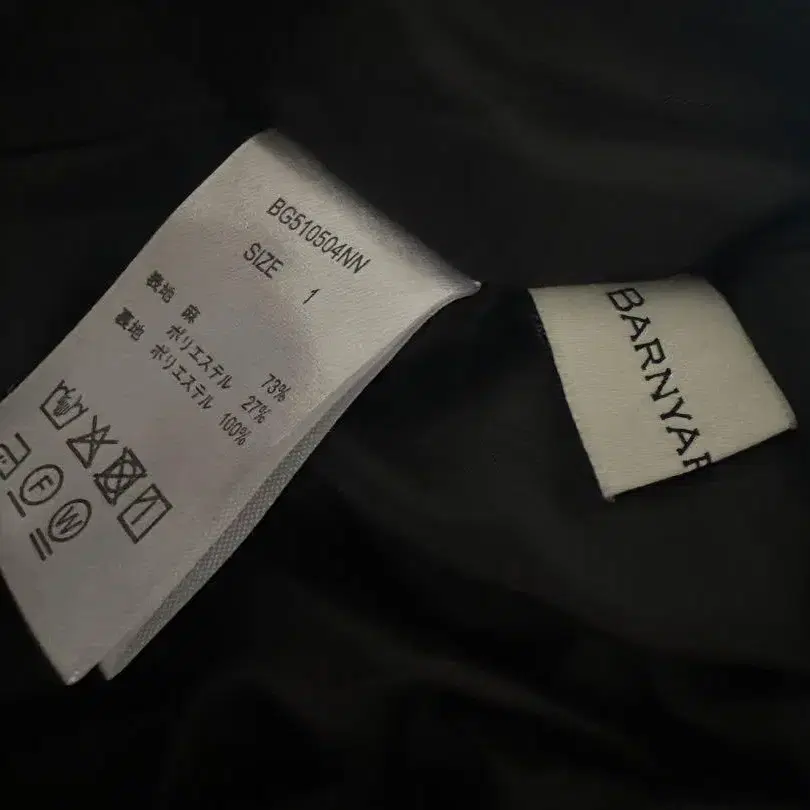 BG510504NN
SIZE 1
表地 麻 73%
ポリエステル 27%
裏地 ポリエステル 100%
F
W
BARNYAR